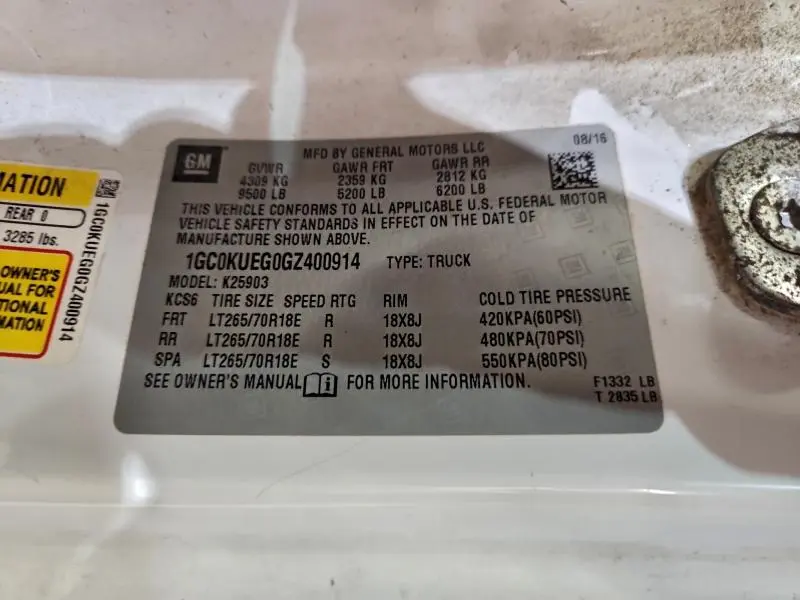 MATION
REAR 0
3285 lbs.
OWNER'S
UAL FOR
TIONAL
MATION
1GC0KUEG0GZ400914
GM
MFD BY GENERAL MOTORS LLC
08/16
GVWR GAWR FRT GAWR RR
4309 KG 2359 KG 2812 KG
9500 LB 5200 LB 6200 LB
THIS VEHICLE CONFORMS TO ALL APPLICABLE U.S. FEDERAL MOTOR
VEHICLE SAFETY STANDARDS IN EFFECT ON THE DATE OF
MANUFACTURE SHOWN ABOVE.
1GC0KUEG0GZ400914 TYPE: TRUCK
MODEL: K25903
KCS6 TIRE SIZE SPEED RTG RIM COLD TIRE PRESSURE
FRT LT265/70R18E R 18X8J 420KPA(60PSI)
RR LT265/70R18E R 18X8J 480KPA(70PSI)
SPA LT265/70R18E S 18X8J 550KPA(80PSI)
SEE OWNER'S MANUAL FOR MORE INFORMATION.
F1332 LB
T 2835 LB